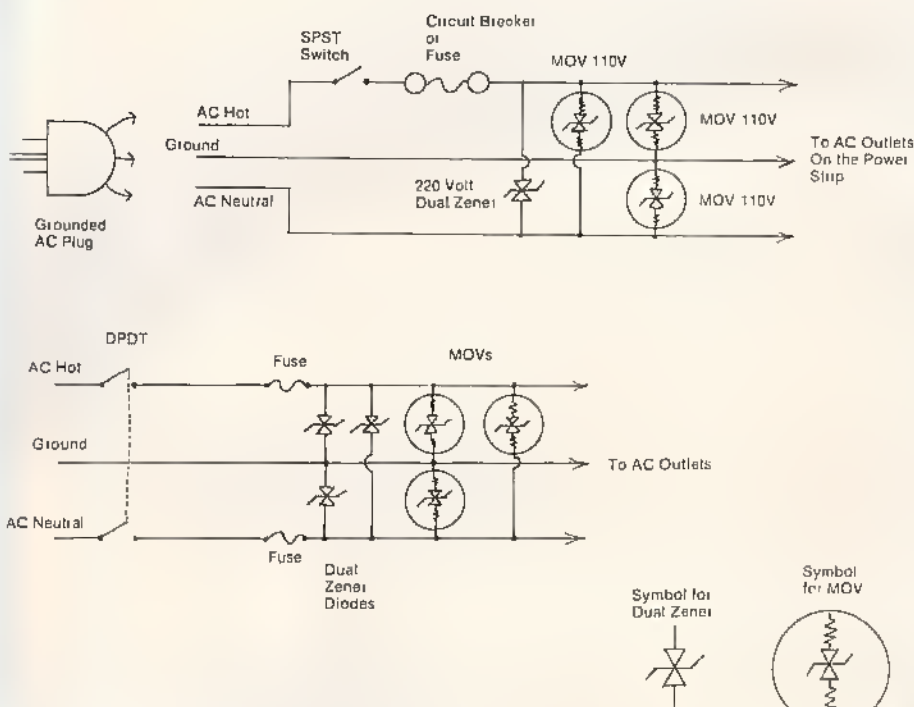 Circuit Breaker
or
Fuse
SPST
Switch
MOV 110V
AC Hot
MOV 110V
Ground
To AC Outlets
On the Power
Strip
220 Volt
Dual Zener
AC Neutral
MOV 110V
Grounded
AC Plug
DPDT
MOVs
AC Hot
Fuse
Ground
To AC Outlets
AC Neutral
Fuse
Dual
Zener
Diodes
Symbol for
Dual Zener
Symbol
for MOV